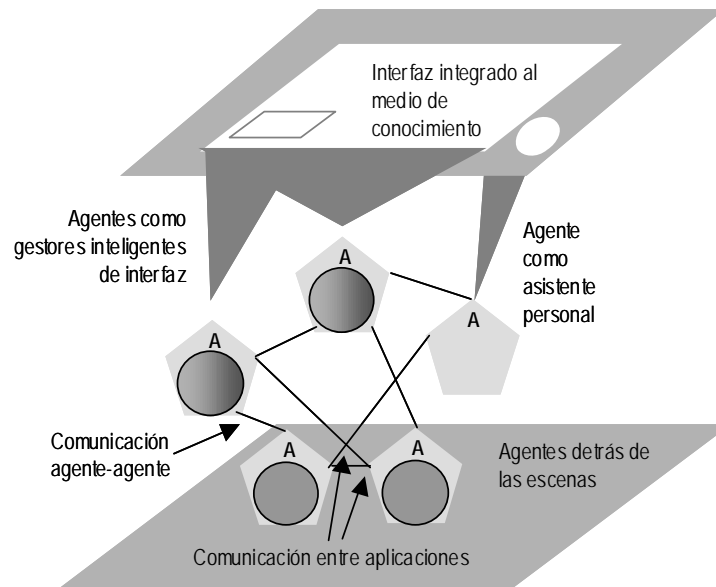 Interfaz integrado al
medio de
conocimiento
Agentes como
gestores inteligentes
de interfaz
Agente
como
asistente
personal
A
A
A
A
A
Comunicación
agente-agente
Agentes detrás de
las escenas
Comunicación entre aplicaciones